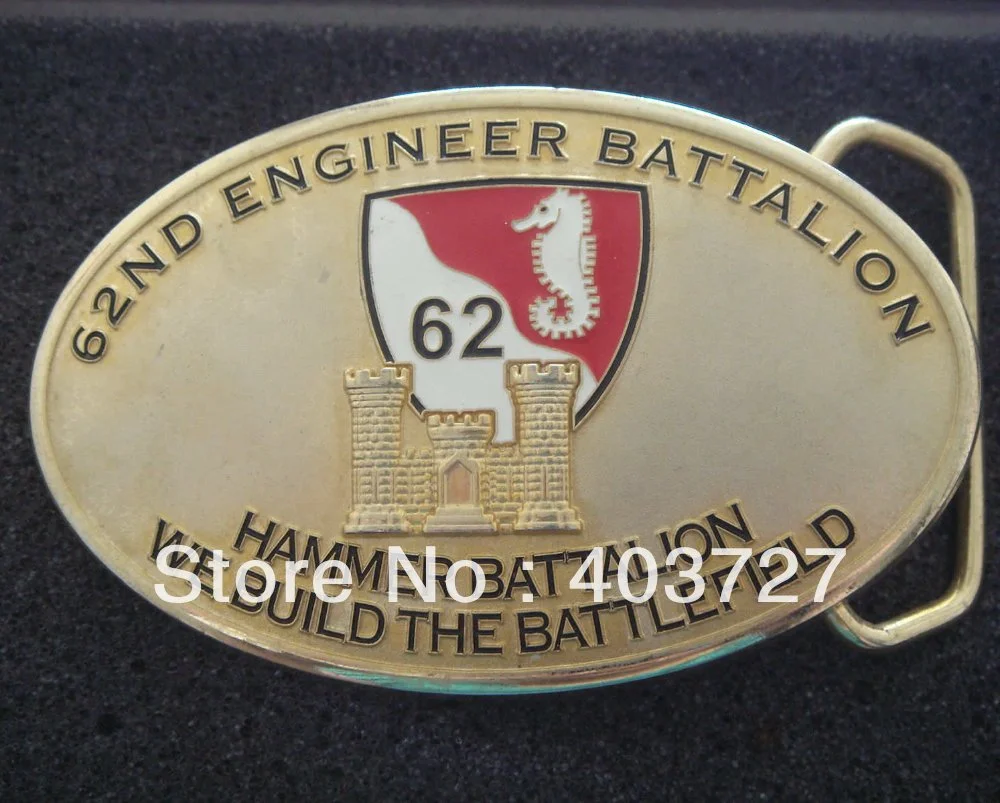 62ND ENGINEER BATTALION
62
HAMMER BATTALION
WE BUILD THE BATTLEFIELD
Store No : 403727